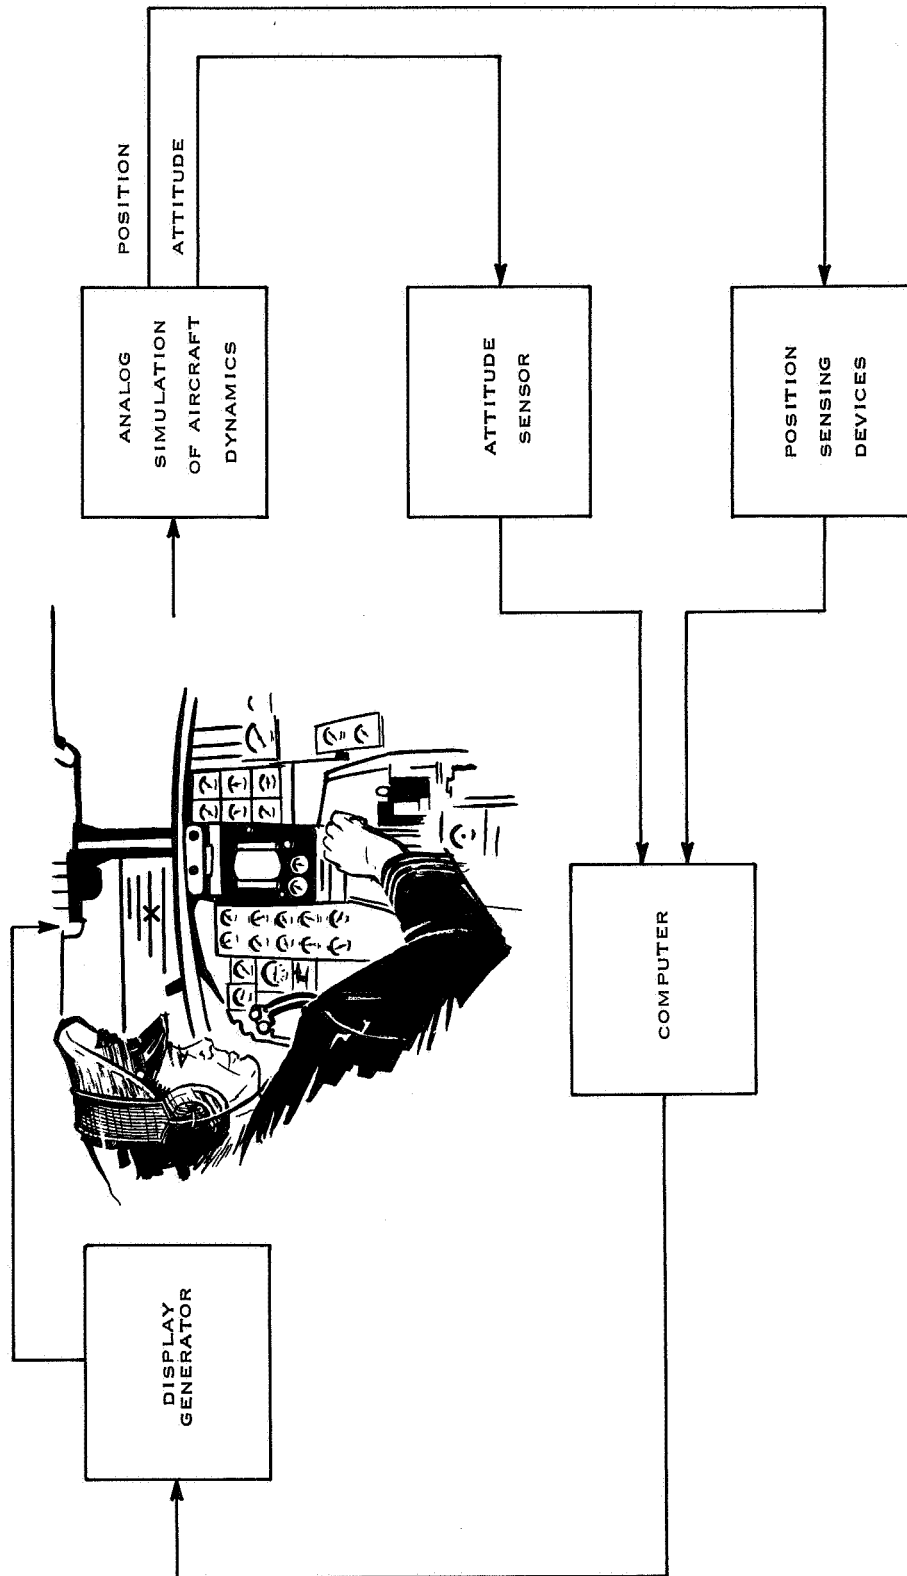 DISPLAY
GENERATOR
ANALOG
SIMULATION
OF AIRCRAFT
DYNAMICS
POSITION
ATTITUDE
ATTITUDE
SENSOR
POSITION
SENSING
DEVICES
COMPUTER